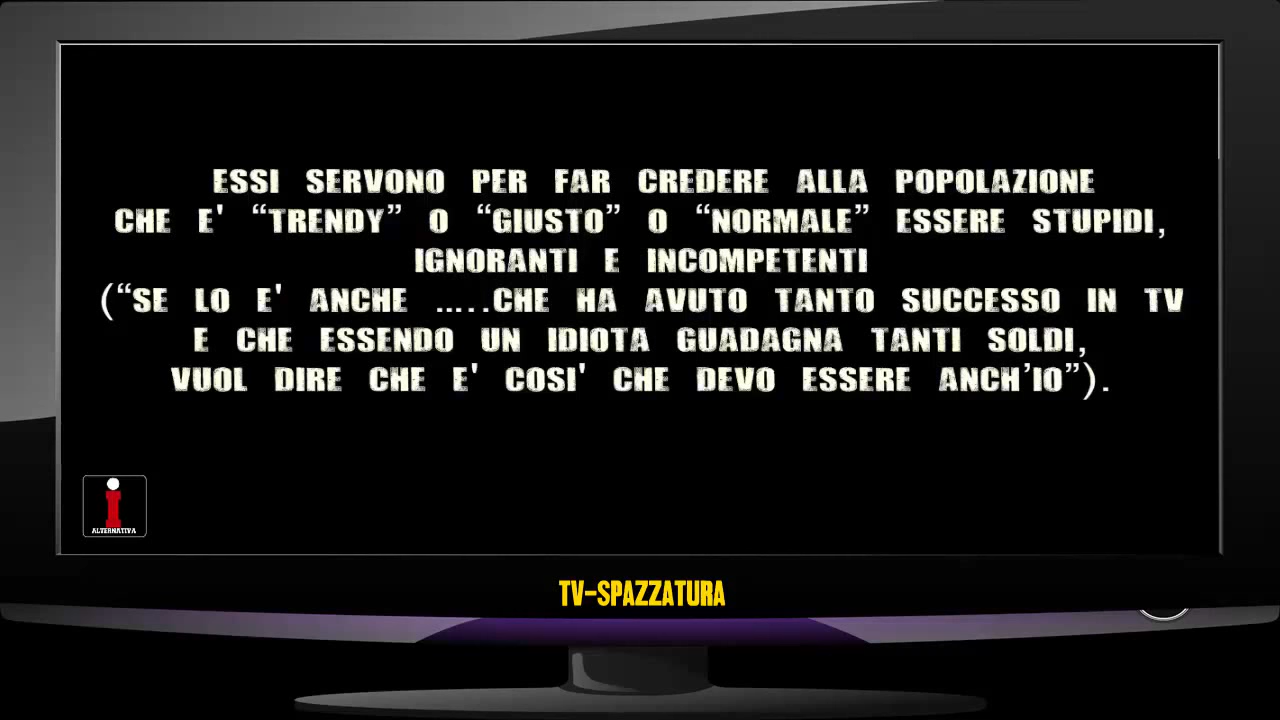 ESSI SERVONO PER FAR CREDERE ALLA POPOLAZIONE
CHE E' “TRENDY” O “GIUSTO” O “NORMALE” ESSERE STUPIDI,
IGNORANTI E INCOMPETENTI
(“SE LO E' ANCHE .....CHE HA AVUTO TANTO SUCCESSO IN TV
E CHE ESSENDO UN IDIOTA GUADAGNA TANTI SOLDI,
VUOL DIRE CHE E' COSI' CHE DEVO ESSERE ANCH’IO”).
ALTERNATIVA
TV-SPAZZATURA